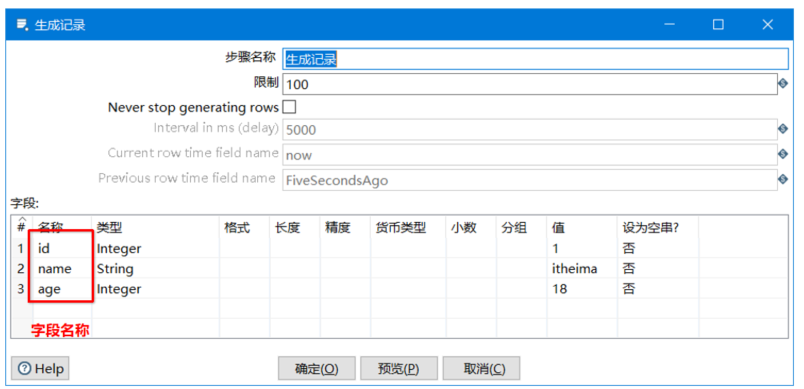 生成记录
步骤名称 生成记录
限制 100
Never stop generating rows
Interval in ms (delay) 5000
Current row time field name now
Previous row time field name FiveSecondsAgo
字段:
# 名称 类型 格式 长度 精度 货币类型 小数 分组 值 设为空串?
1 id Integer 1 否
2 name String itheima 否
3 age Integer 18 否
字段名称
Help 确定(O) 预览(P) 取消(C)